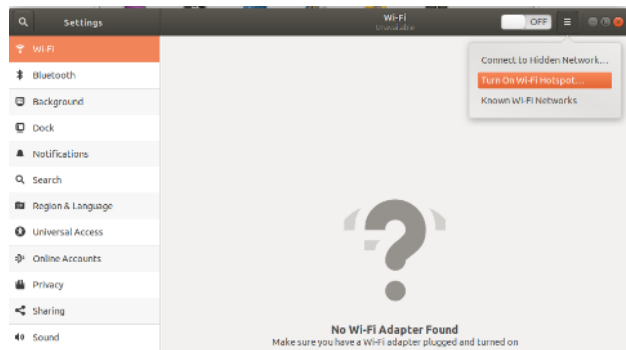 Settings
Wi-Fi
Unavailable
OFF
Wi-Fi
Bluetooth
Background
Dock
Notifications
Search
Region & Language
Universal Access
Online Accounts
Privacy
Sharing
Sound
Connect to Hidden Network...
Turn On Wi-Fi Hotspot...
Known Wi-Fi Networks
No Wi-Fi Adapter Found
Make sure you have a Wi-Fi adapter plugged and turned on